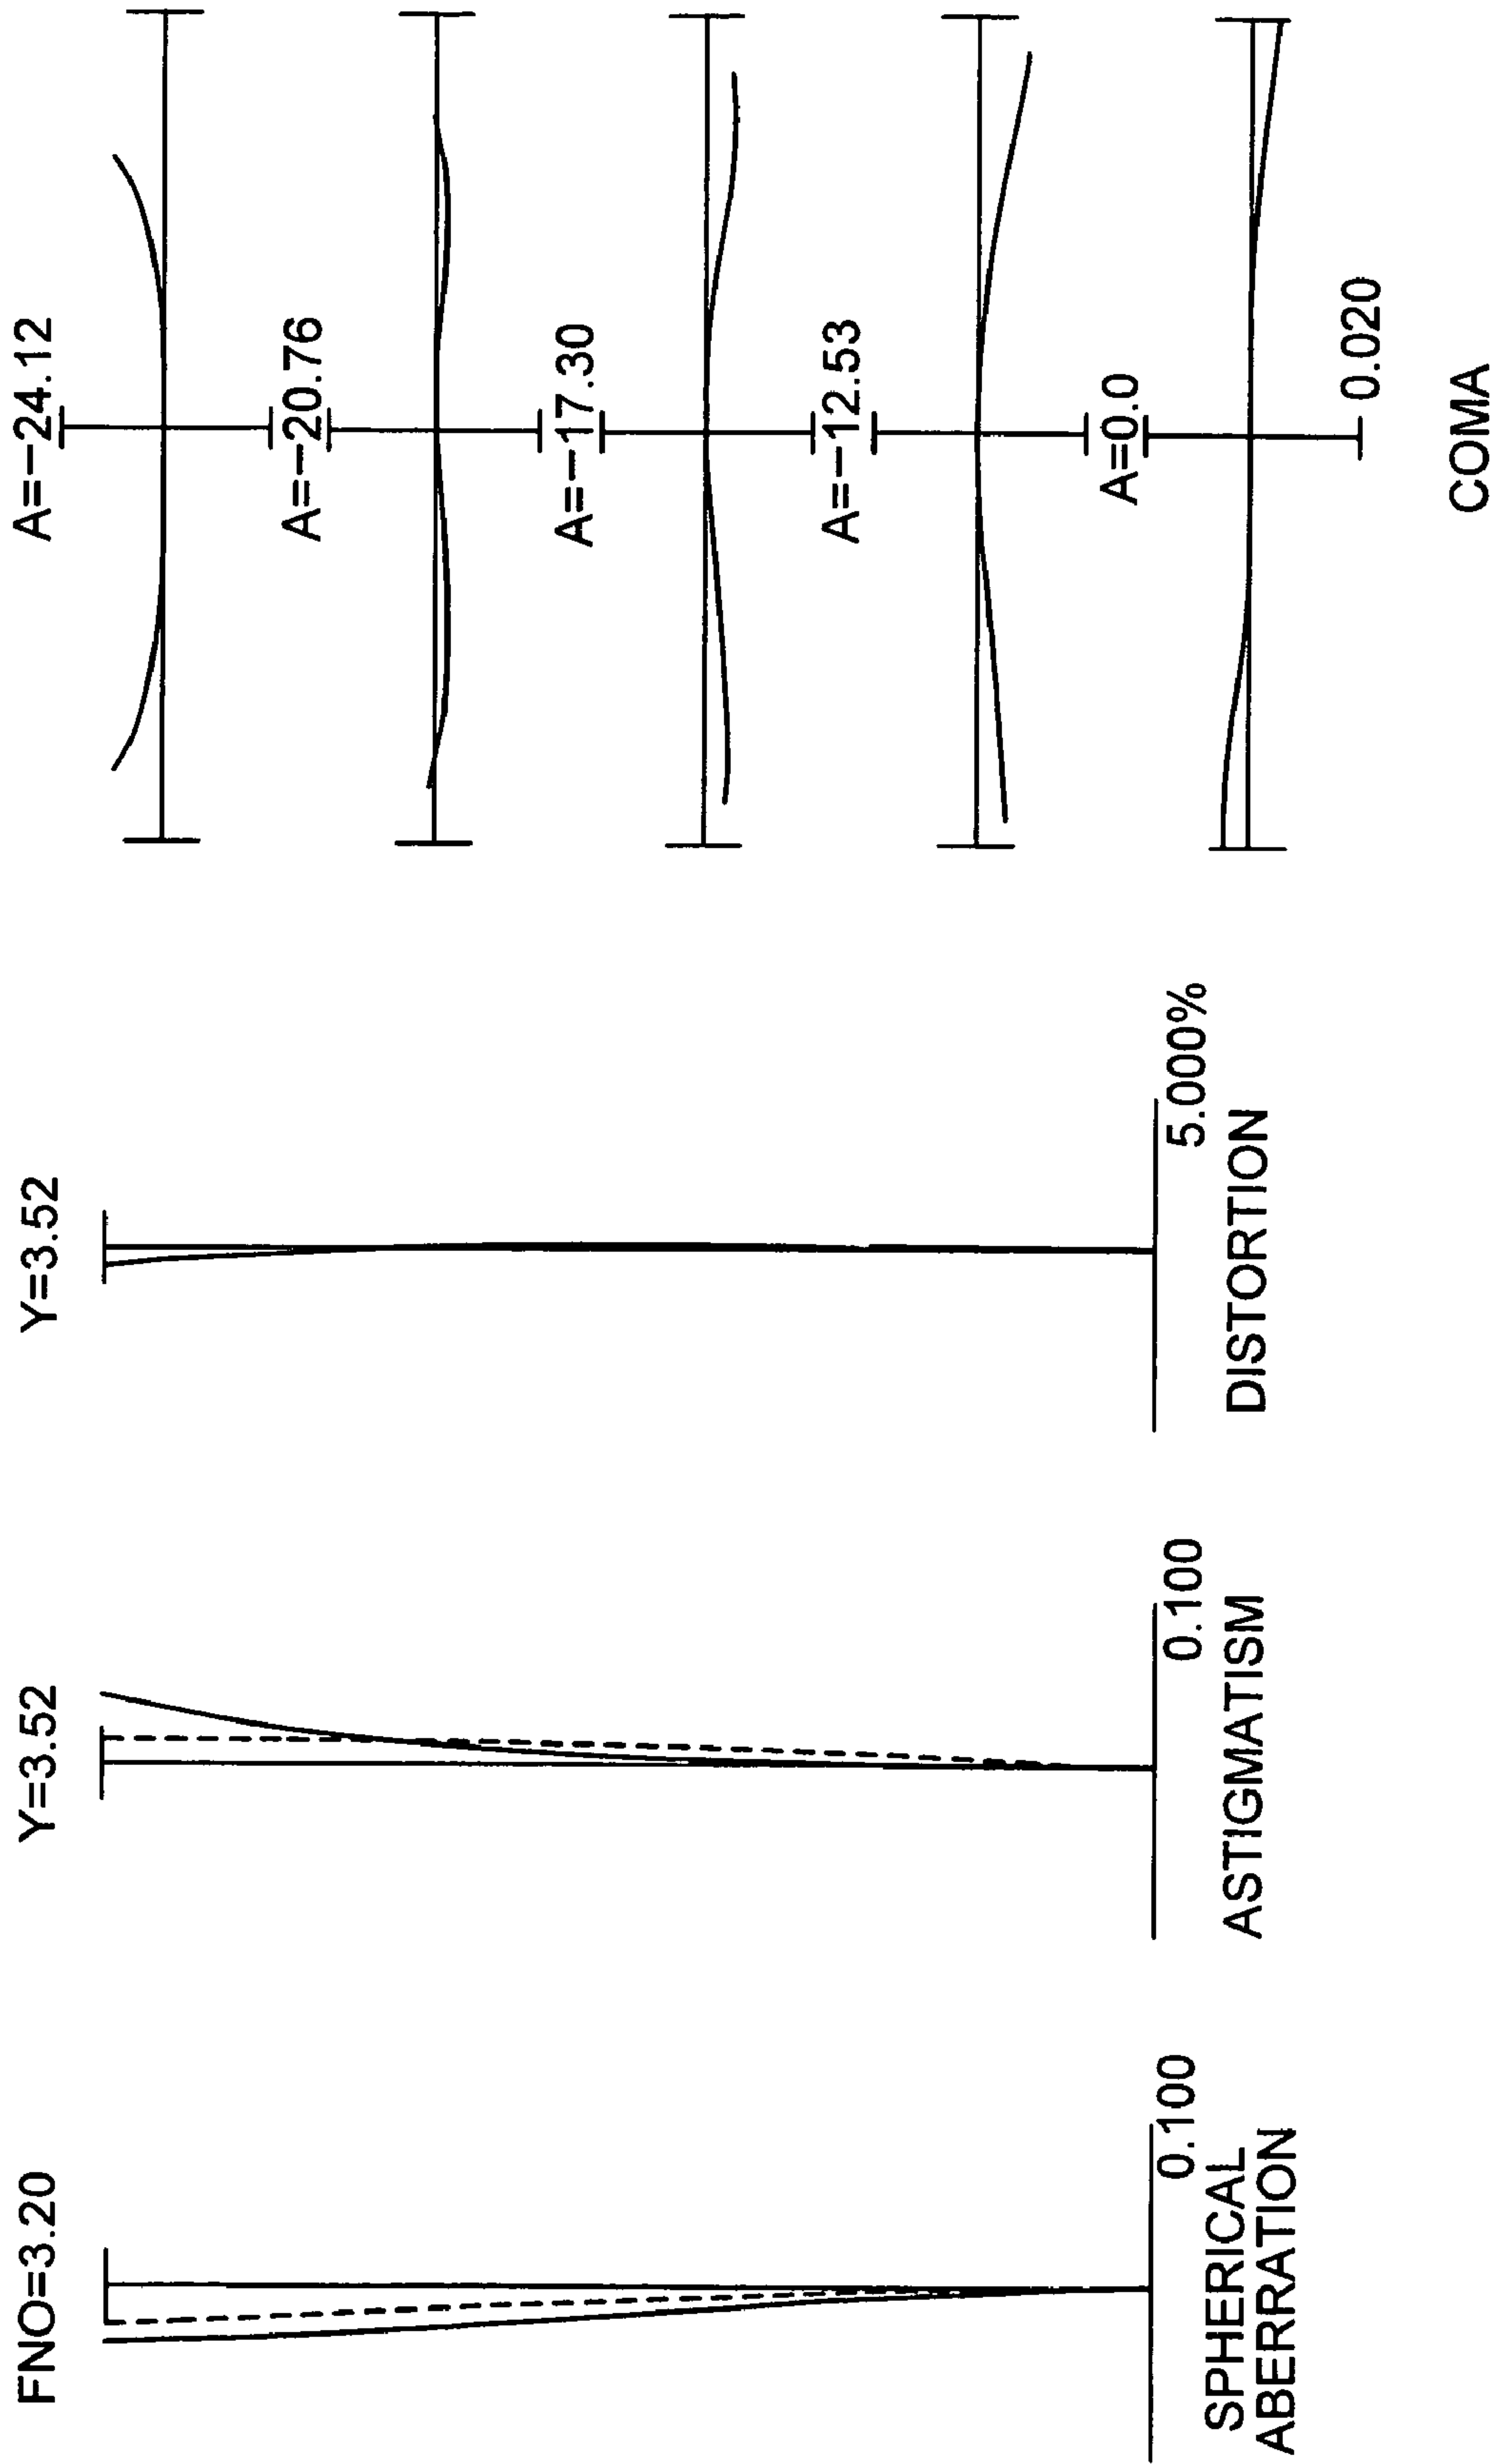 FNO=3.20
SPHERICAL
ABERRATION
0.100
Y=3.52
ASTIGMATISM
0.100
Y=3.52
DISTORTION
5.000%
A=-24.12
A=-20.76
A=-17.30
A=-12.53
A=0.0
0.020
COMA